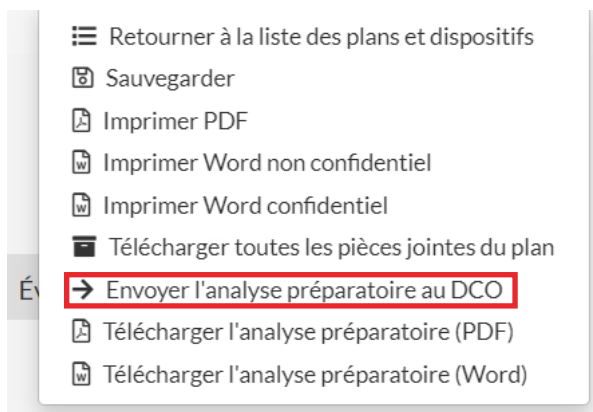 Retourner à la liste des plans et dispositifs
Sauvegarder
Imprimer PDF
Imprimer Word non confidentiel
Imprimer Word confidentiel
Télécharger toutes les pièces jointes du plan
Envoyer l'analyse préparatoire au DCO
Télécharger l'analyse préparatoire (PDF)
Télécharger l'analyse préparatoire (Word)